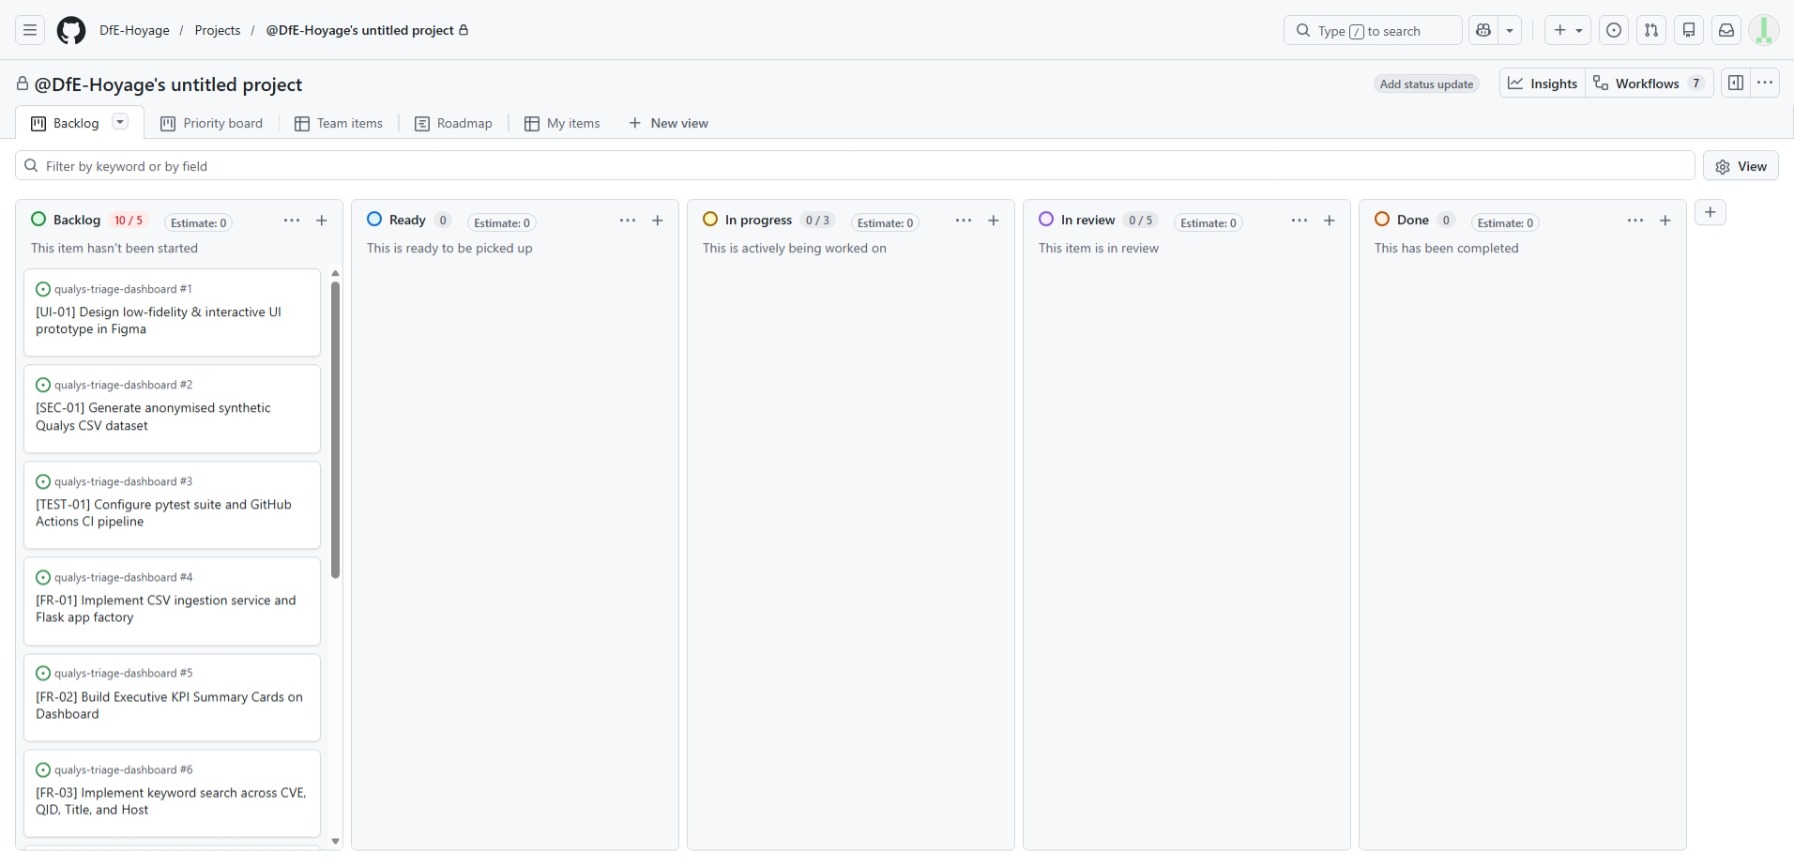 DfE-Hoyage / Projects / @DfE-Hoyage's untitled project
Type / to search
@DfE-Hoyage's untitled project
Add status update
Insights
Workflows 7
Backlog
Priority board
Team items
Roadmap
My items
New view
Filter by keyword or by field
View
Backlog 10 / 5 Estimate: 0
This item hasn't been started
qualys-triage-dashboard #1
[UI-01] Design low-fidelity & interactive UI
prototype in Figma
qualys-triage-dashboard #2
[SEC-01] Generate anonymised synthetic
Qualys CSV dataset
qualys-triage-dashboard #3
[TEST-01] Configure pytest suite and GitHub
Actions CI pipeline
qualys-triage-dashboard #4
[FR-01] Implement CSV ingestion service and
Flask app factory
qualys-triage-dashboard #5
[FR-02] Build Executive KPI Summary Cards on
Dashboard
qualys-triage-dashboard #6
[FR-03] Implement keyword search across CVE,
QID, Title, and Host
Ready 0 Estimate: 0
This is ready to be picked up
In progress 0 / 3 Estimate: 0
This is actively being worked on
In review 0 / 5 Estimate: 0
This item is in review
Done 0 Estimate: 0
This has been completed